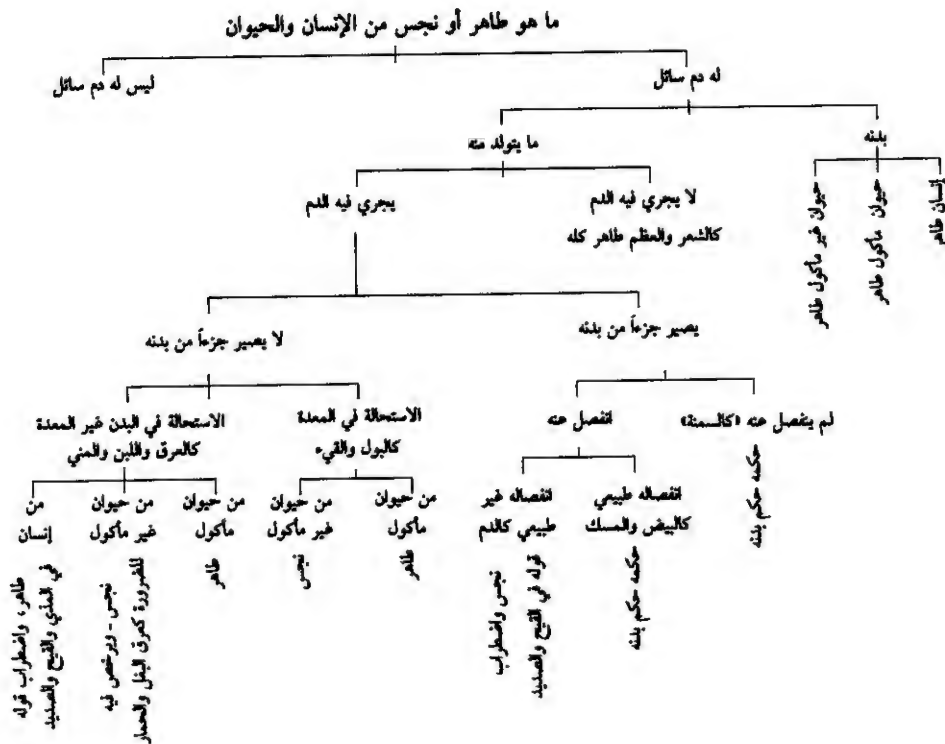 ما هو طاهر أو نجس من الإنسان والحيوان
له دم سائل
ليس له دم سائل
بدنه
ما يتولد منه
إنسان طاهر
حيوان مأكول طاهر
حيوان غير مأكول طاهر
لا يجري فيه الدم
كالشعر والعظم طاهر كله
يجري فيه الدم
يصير جزءاً من بدنه
لا يصير جزءاً من بدنه
لم ينفصل عنه «كالسمنة»
حكمه حكم بدنه
انفصل عنه
انفصاله طبيعي
كالبيض والمسك
حكمه حكم بدنه
انفصاله غير
طبيعي كالدم
نجس واضطراب
قوله في القيح والصديد
الاستحالة في المعدة
كالبول والقيء
من حيوان
مأكول
طاهر
من حيوان
غير مأكول
نجس
الاستحالة في البدن غير المعدة
كالعرق واللبن والمني
من حيوان
مأكول
طاهر
من حيوان
غير مأكول
نجس - ويرخص فيه
للضرورة كعرق البغل والحمار
من
إنسان
طاهر، واضطراب قوله
في المذي والقيح والصديد